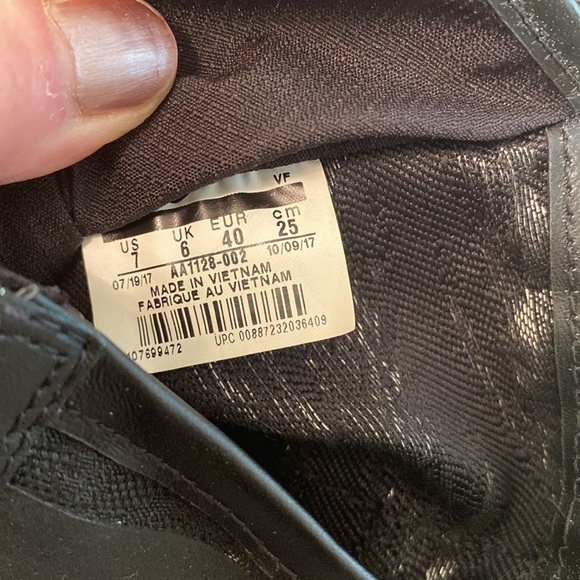 VF
US UK EUR cm
7 6 40 25
07/19/17 AA1128-002 10/09/17
MADE IN VIETNAM
FABRIQUE AU VIETNAM
UPC 00887232036409